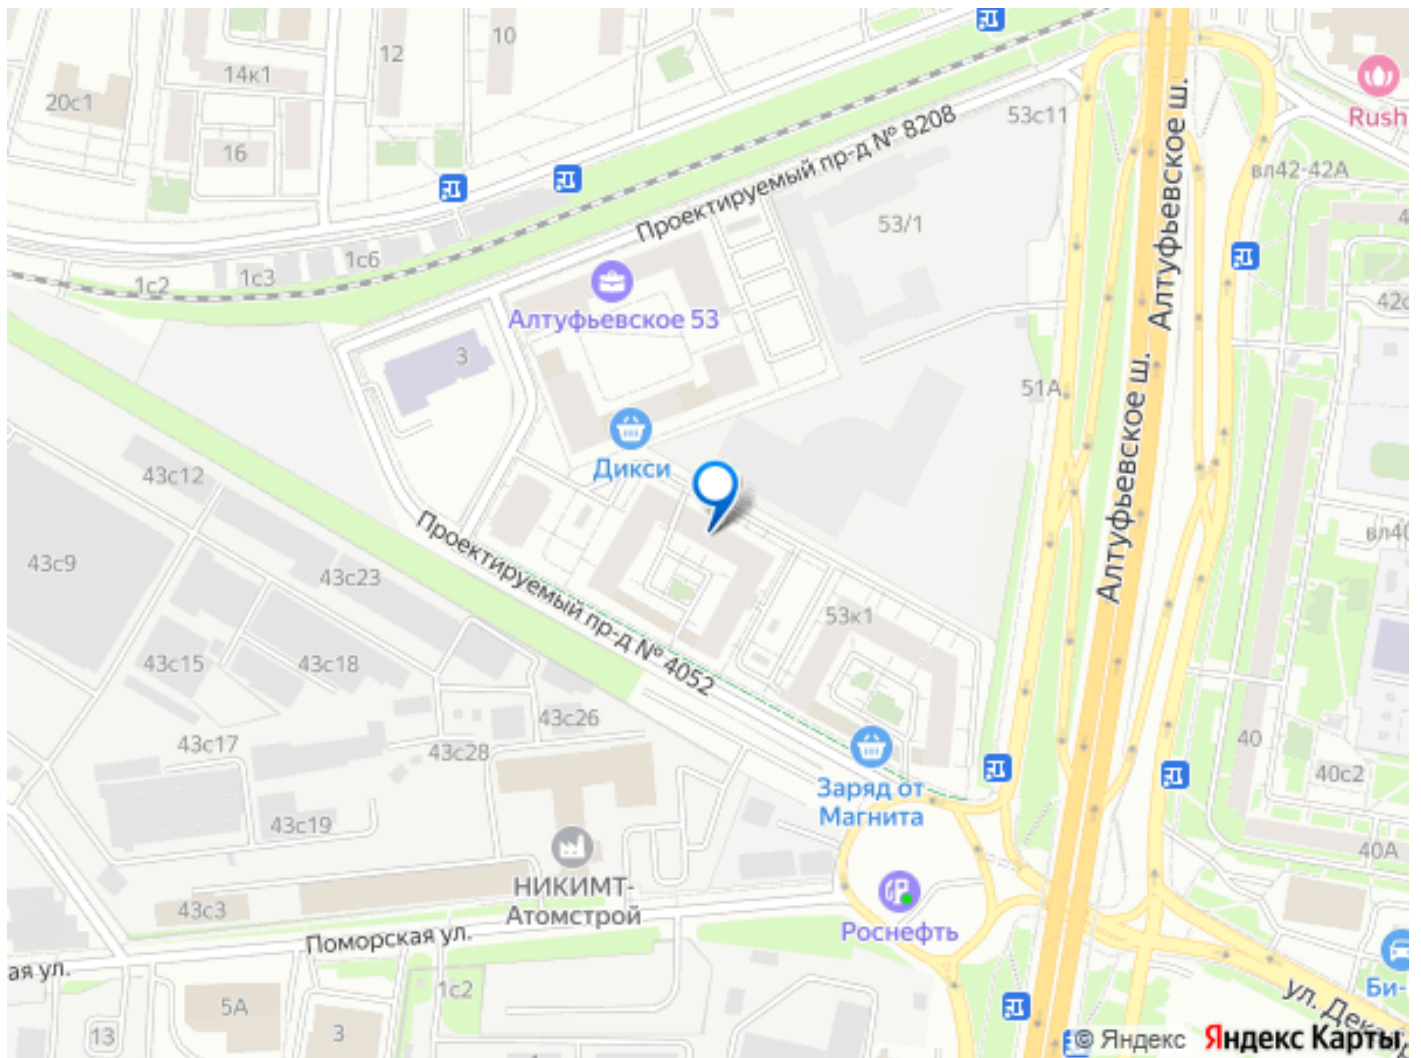 10
12
14к1
20с1
16
53с11
Rush
Проектируемый пр-д № 8208
Алтуфьевское ш.
вл42-42А
53/1
1с6
1с3
1с2
Алтуфьевское 53
3
51А
Алтуфьевское ш.
Дикси
43с12
Проектируемый пр-д № 4052
43с9
43с23
53к1
43с15
43с18
43с26
43с17
43с28
40
40с2
Заряд от
Магнита
43с19
40А
НИКИМТ-
Атомстрой
43с3
Роснефть
Поморская ул.
ая ул.
1с2
5А
3
13
ул. Дека
Би-
© Яндекс Яндекс Карты